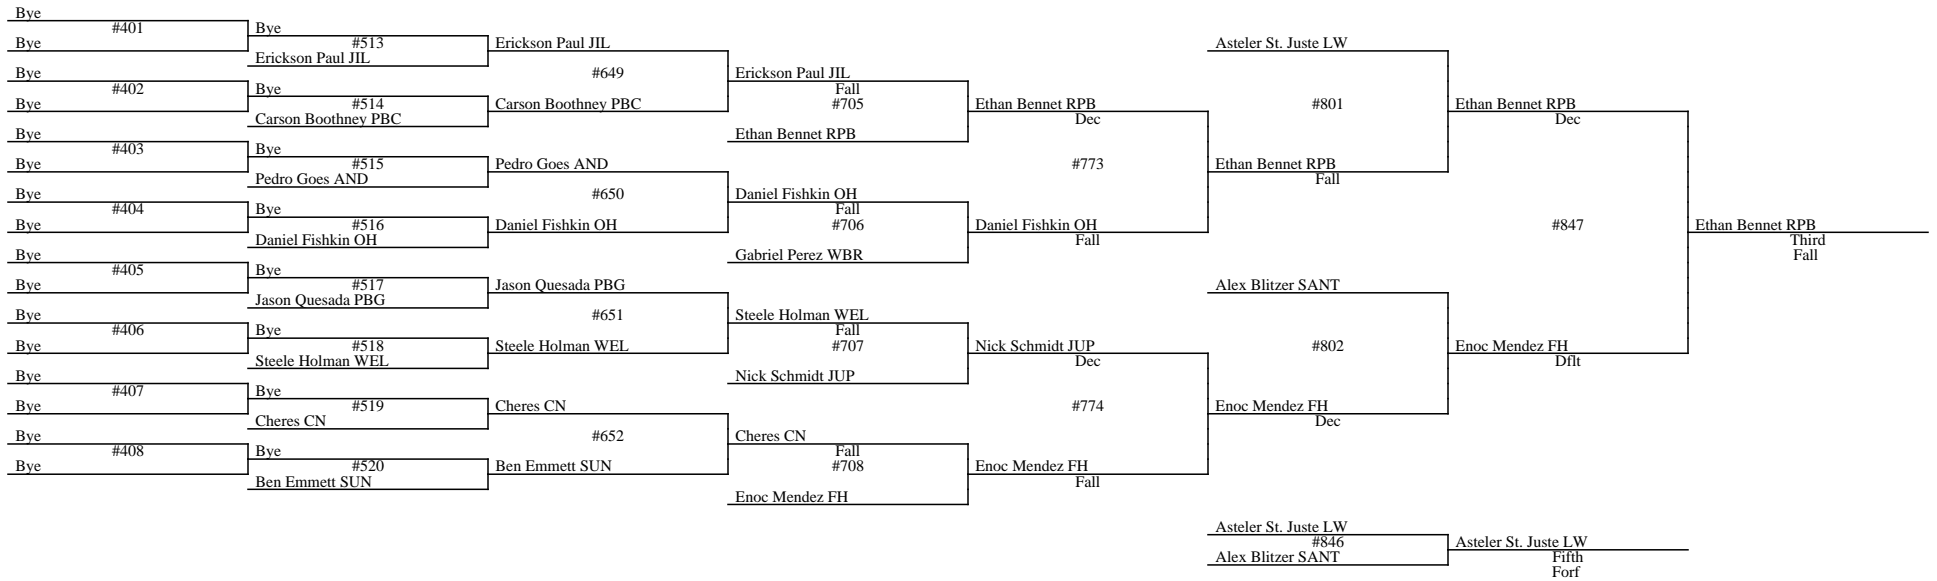 Bye
#401
Bye
Bye
#402
Bye
Bye
#403
Bye
Bye
#404
Bye
Bye
#405
Bye
Bye
#406
Bye
Bye
#407
Bye
Bye
#408
Bye
Bye
#513
Erickson Paul JIL
Bye
#514
Carson Boothney PBC
Bye
#515
Pedro Goes AND
Bye
#516
Daniel Fishkin OH
Bye
#517
Jason Quesada PBG
Bye
#518
Steele Holman WEL
Bye
#519
Cheres CN
Bye
#520
Ben Emmett SUN
Erickson Paul JIL
#649
Carson Boothney PBC
Pedro Goes AND
#650
Daniel Fishkin OH
Jason Quesada PBG
#651
Steele Holman WEL
Cheres CN
#652
Ben Emmett SUN
Erickson Paul JIL
Fall
#705
Ethan Bennet RPB
Daniel Fishkin OH
Fall
#706
Gabriel Perez WBR
Steele Holman WEL
Fall
#707
Nick Schmidt JUP
Cheres CN
Fall
#708
Enoc Mendez FH
Ethan Bennet RPB
Dec
#773
Daniel Fishkin OH
Fall
Nick Schmidt JUP
Dec
#774
Enoc Mendez FH
Fall
Asteler St. Juste LW
#801
Ethan Bennet RPB
Fall
Alex Blitzer SANT
#802
Enoc Mendez FH
Dec
Ethan Bennet RPB
Dec
#847
Enoc Mendez FH
Dflt
Ethan Bennet RPB
Third
Fall
Asteler St. Juste LW
#846
Alex Blitzer SANT
Asteler St. Juste LW
Fifth
Forf